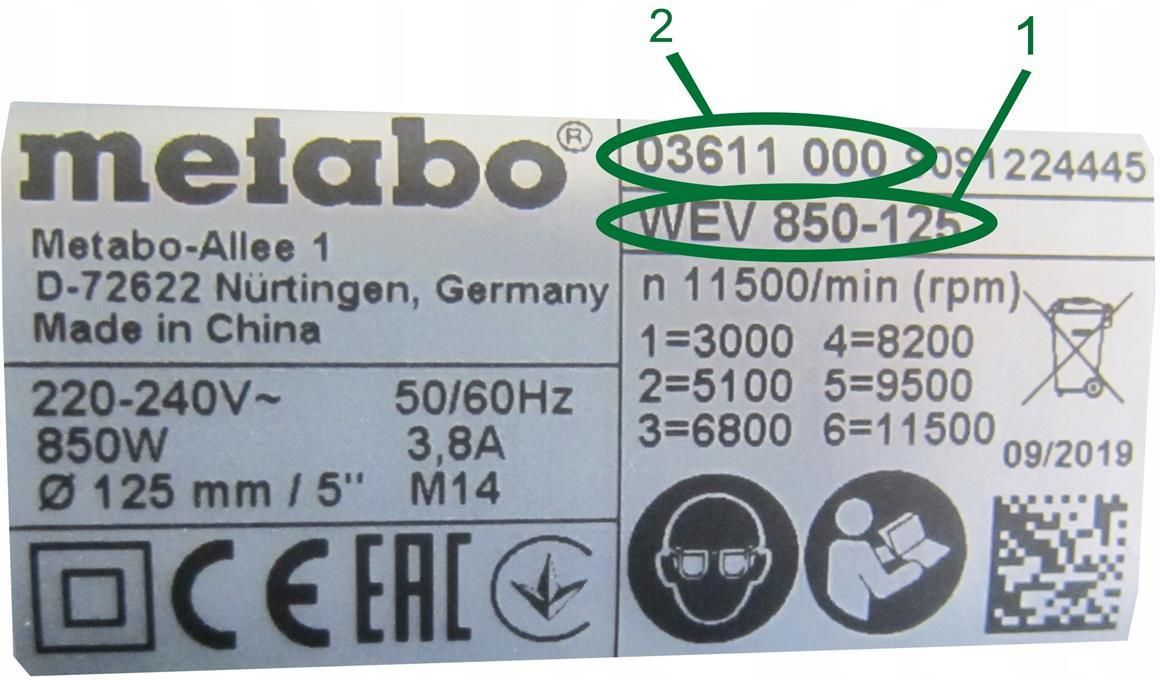 2
1
metabo®
Metabo-Allee 1
D-72622 Nürtingen, Germany
Made in China
220-240V~ 50/60Hz
850W 3,8A
Ø 125 mm / 5" M14
CE EAC
03611 000 9091224445
WEV 850-125
n 11500/min (rpm)
1=3000 4=8200
2=5100 5=9500
3=6800 6=11500
09/2019